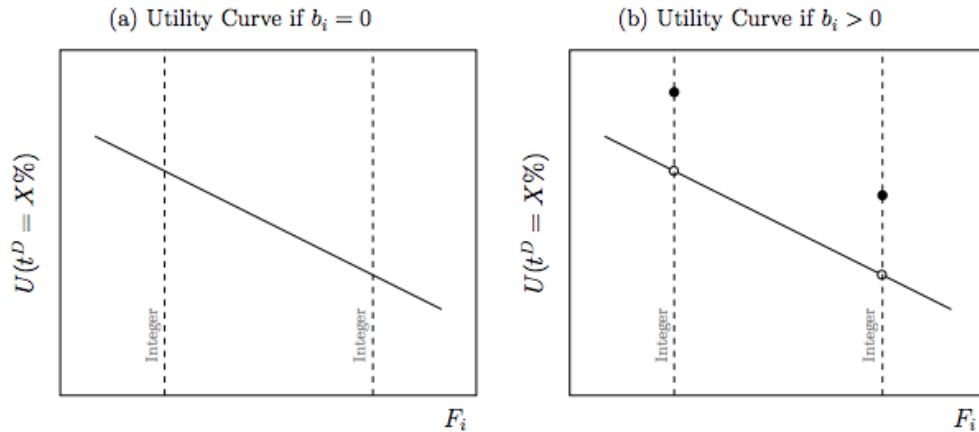 (a) Utility Curve if $b_i = 0$
$U(t^D = X\%)$
Integer
Integer
$F_i$
(b) Utility Curve if $b_i > 0$
$U(t^D = X\%)$
Integer
Integer
$F_i$